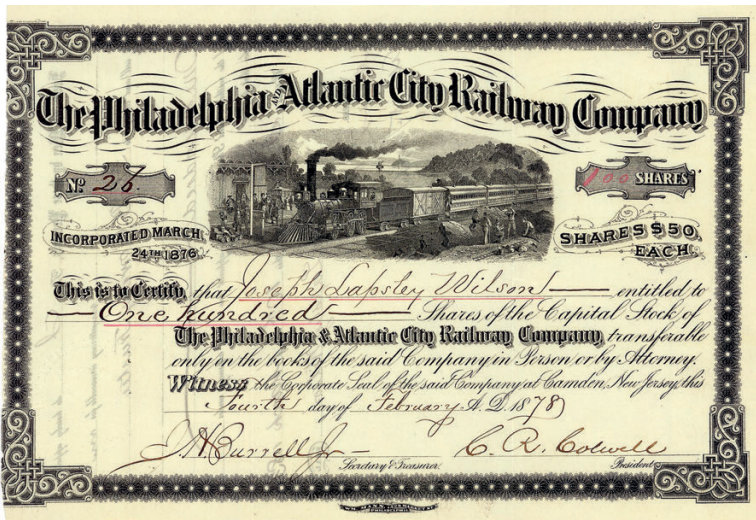 The Philadelphia and Atlantic City Railway Company
No 26.
100 SHARES
INCORPORATED MARCH 24TH 1876
SHARES $50 EACH
This is to Certify that Joseph Lapsley Wilson entitled to
One hundred Shares of the Capital Stock of
The Philadelphia & Atlantic City Railway Company, transferable
only on the books of the said Company in Person or by Attorney.
Witness the Corporate Seal of the said Company at Camden, New Jersey, this
Fourth day of February A.D. 1878
J. H. Burrell Jr C. R. Colwell
Secretary & Treasurer. President